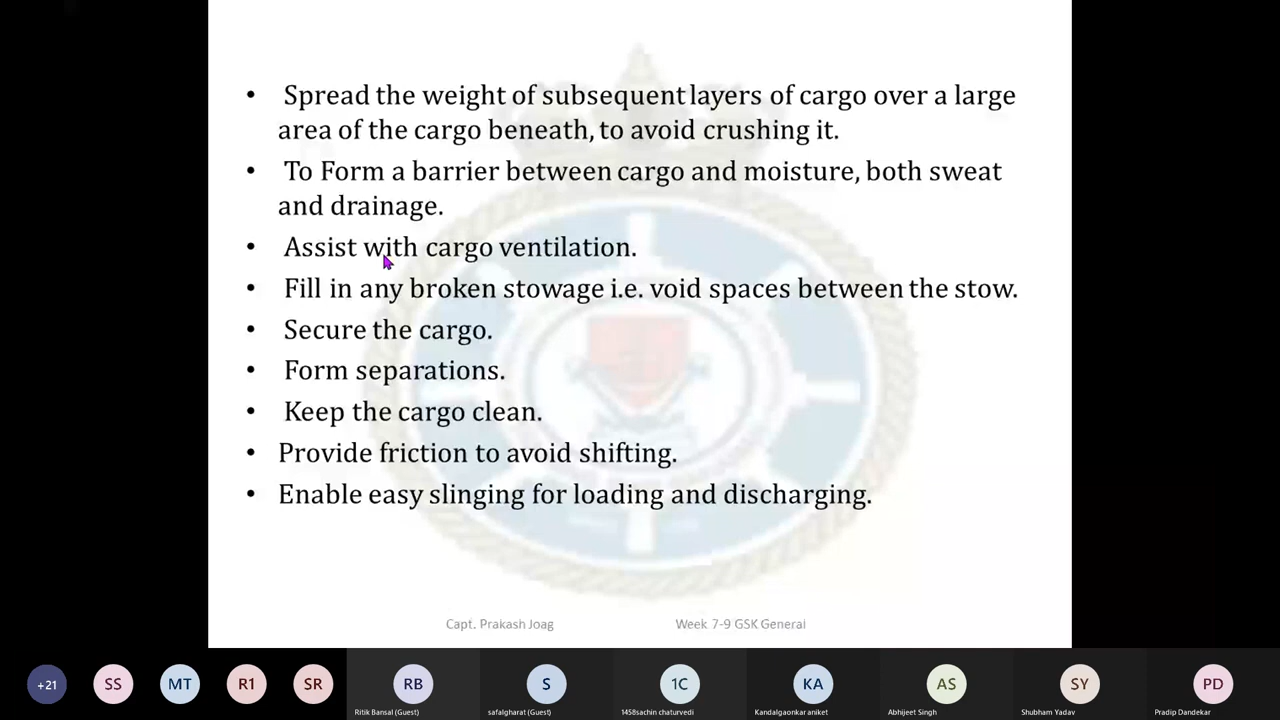 • Spread the weight of subsequent layers of cargo over a large
area of the cargo beneath, to avoid crushing it.
• To Form a barrier between cargo and moisture, both sweat
and drainage.
• Assist with cargo ventilation.
• Fill in any broken stowage i.e. void spaces between the stow.
• Secure the cargo.
• Form separations.
• Keep the cargo clean.
• Provide friction to avoid shifting.
• Enable easy slinging for loading and discharging.
Capt. Prakash Joag Week 7-9 GSK General
+21 SS MT R1 SR RB S 1C KA AS SY PD
Ritik Bansal (Guest) safalgharat (Guest) 1458sachin chaturvedi Kandalgaonkar aniket Abhijeet Singh Shubham Yadav Pradip Dandekar